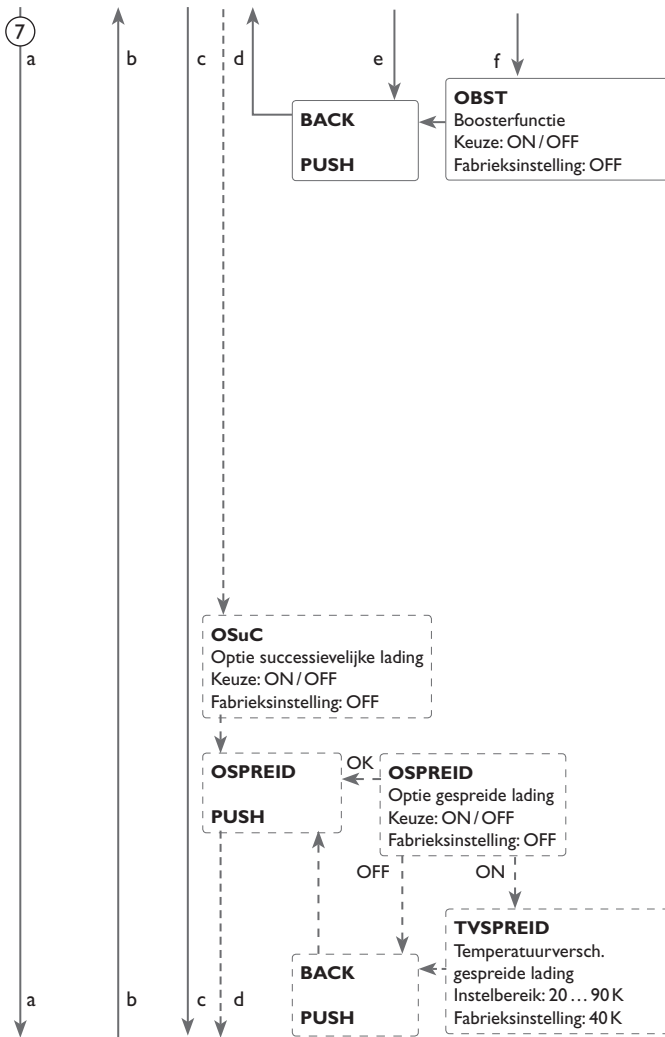 7
a
b
c
d
e
f
BACK
PUSH
OBST
Boosterfunctie
Keuze: ON / OFF
Fabrieksinstelling: OFF
OSuC
Optie successievelijke lading
Keuze: ON / OFF
Fabrieksinstelling: OFF
OSPREID
PUSH
OK
OSPREID
Optie gespreide lading
Keuze: ON / OFF
Fabrieksinstelling: OFF
OFF
ON
BACK
PUSH
TVSPREID
Temperatuurversch.
gespreide lading
Instelbereik: 20 … 90 K
Fabrieksinstelling: 40 K
a
b
c
d